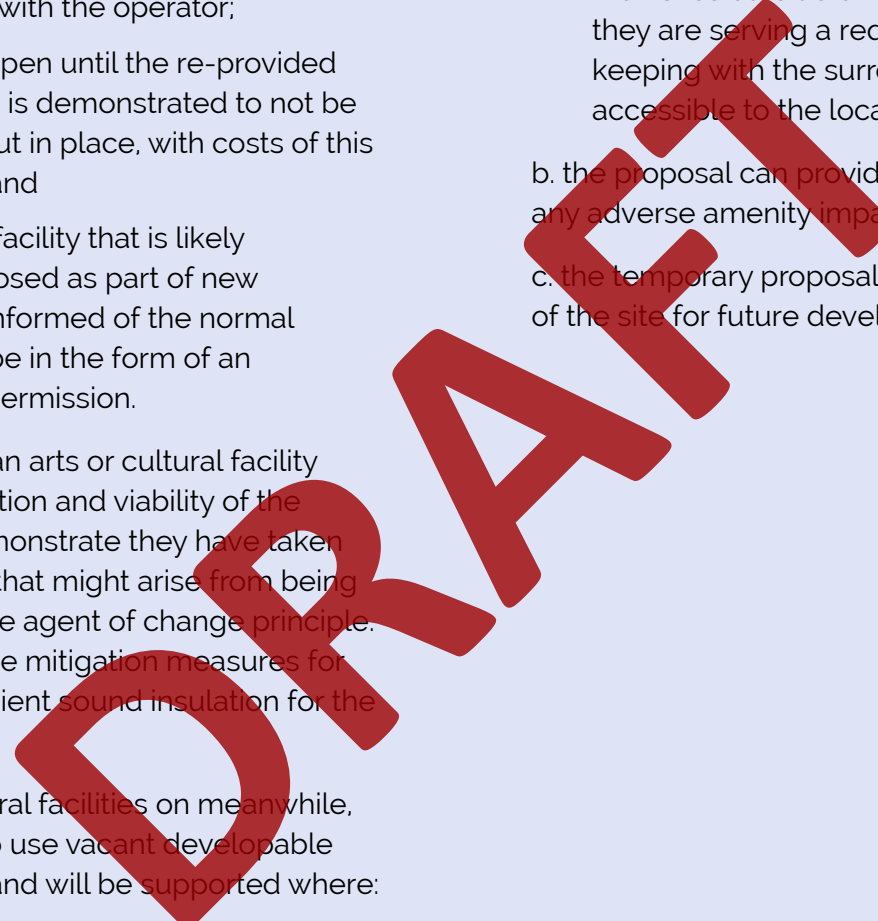 with the operator;
pen until the re-provided
is demonstrated to not be
ut in place, with costs of this
and
facility that is likely
osed as part of new
nformed of the normal
be in the form of an
ermission.
an arts or cultural facility
tion and viability of the
monstrate they have taken
that might arise from being
e agent of change principle.
e mitigation measures for
ient sound insulation for the
ral facilities on meanwhile,
use vacant developable
and will be supported where:
they are serving a rec
keeping with the surr
accessible to the loca
b. the proposal can provid
any adverse amenity impa
c. the temporary proposal
of the site for future devel
DRAFT